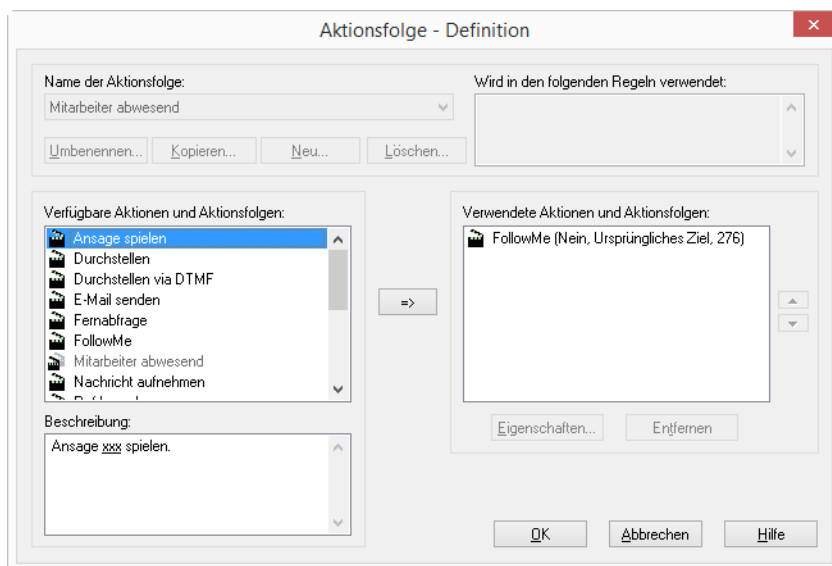 Aktionsfolge - Definition
Name der Aktionsfolge:
Mitarbeiter abwesend
Umbenennen...
Kopieren...
Neu...
Löschen...
Wird in den folgenden Regeln verwendet:
Verfügbare Aktionen und Aktionsfolgen:
Ansage spielen
Durchstellen
Durchstellen via DTMF
E-Mail senden
Fernabfrage
FollowMe
Mitarbeiter abwesend
Nachricht aufnehmen
Beschreibung:
Ansage xxx spielen.
=>
Verwendete Aktionen und Aktionsfolgen:
FollowMe (Nein, Ursprüngliches Ziel, 276)
Eigenschaften...
Entfernen
OK
Abbrechen
Hilfe